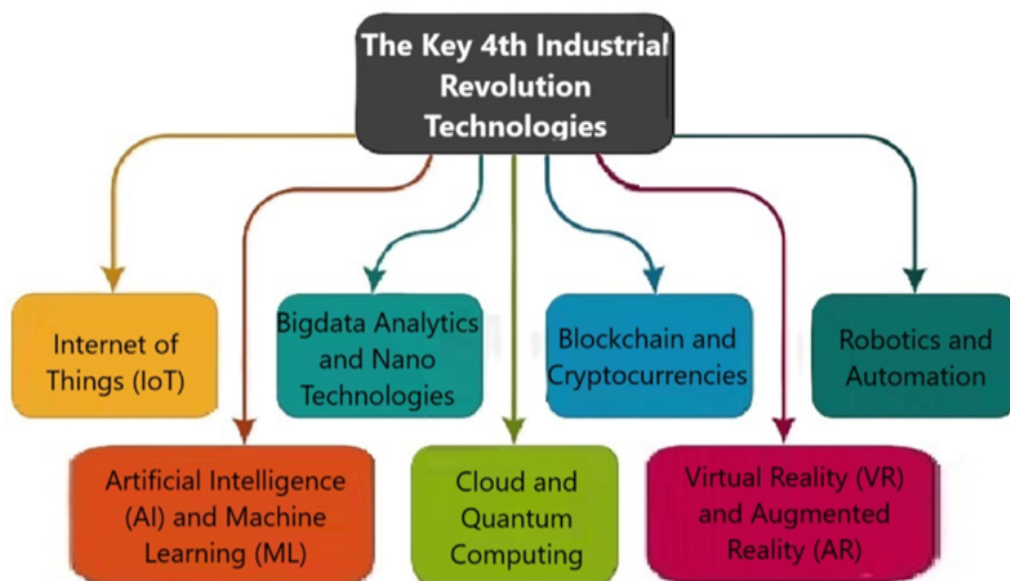 The Key 4th Industrial
Revolution
Technologies
Internet of
Things (IoT)
Bigdata Analytics
and Nano
Technologies
Blockchain and
Cryptocurrencies
Robotics and
Automation
Artificial Intelligence
(AI) and Machine
Learning (ML)
Cloud and
Quantum
Computing
Virtual Reality (VR)
and Augmented
Reality (AR)